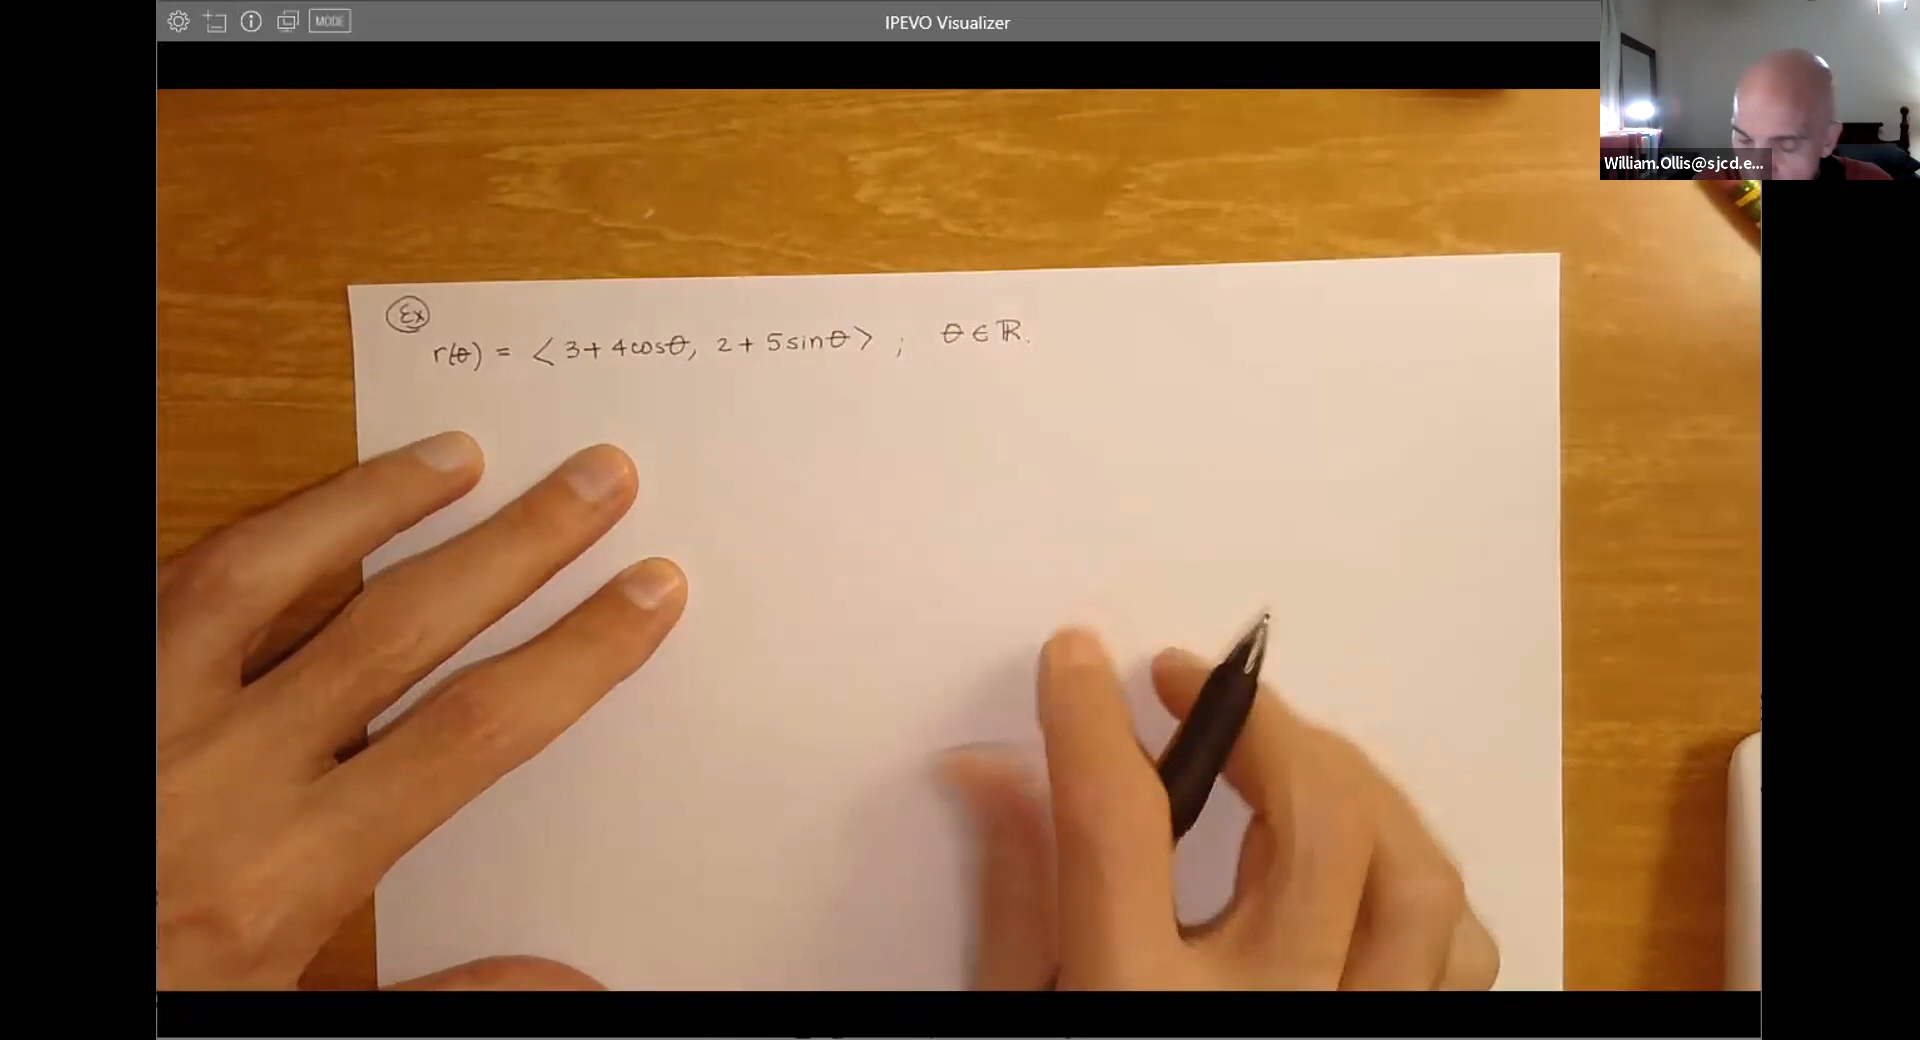 MODE
IPEVO Visualizer
William.Ollis@sjcd.e...
Ex
r(θ) = <3+4cosθ, 2+5sinθ> ; θ∈ℝ.